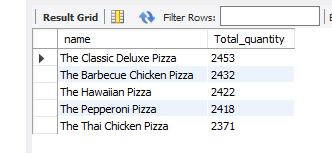 Result Grid Filter Rows:
name Total_quantity
The Classic Deluxe Pizza 2453
The Barbecue Chicken Pizza 2432
The Hawaiian Pizza 2422
The Pepperoni Pizza 2418
The Thai Chicken Pizza 2371